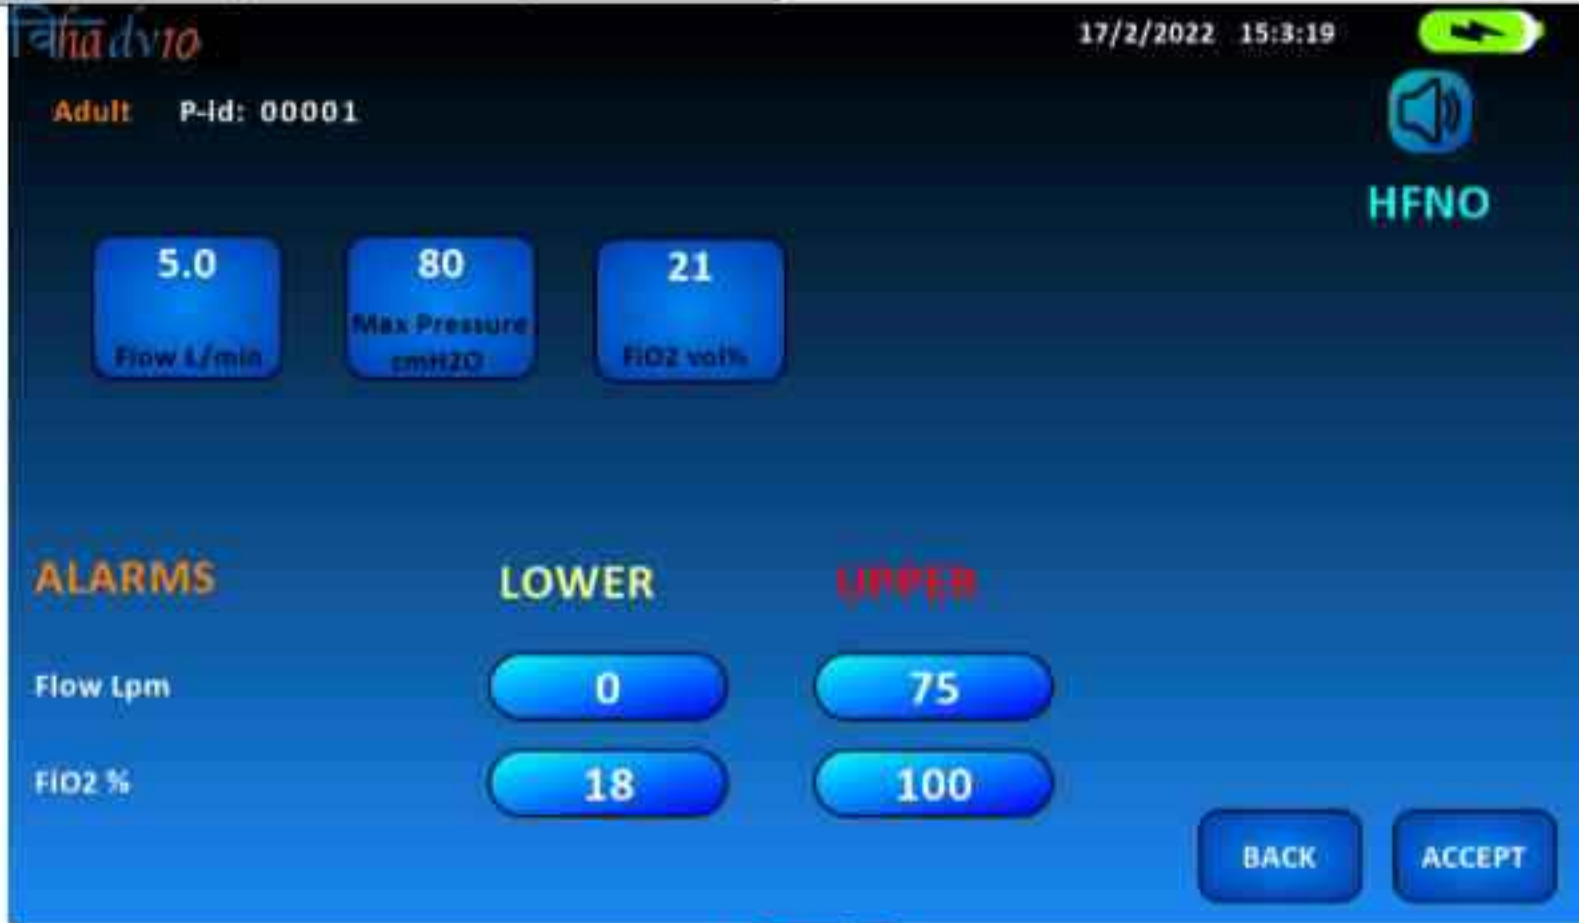 17/2/2022 15:3:19
Adult P-id: 00001
HFNO
5.0
Flow L/min
80
Max Pressure
cmH2O
21
FiO2 vol%
ALARMS LOWER UPPER
Flow Lpm 0 75
FiO2 % 18 100
BACK ACCEPT